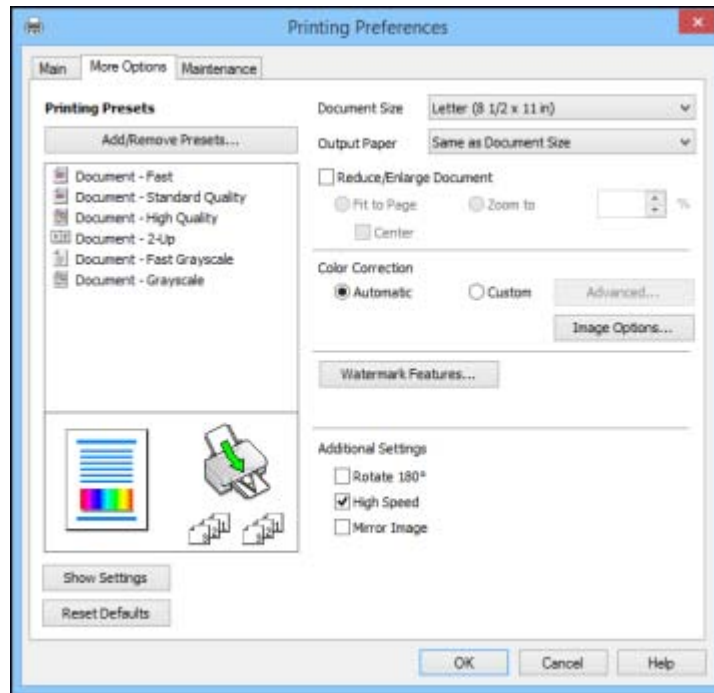 Printing Preferences
Main More Options Maintenance
Printing Presets
Add/Remove Presets...
Document - Fast
Document - Standard Quality
Document - High Quality
Document - 2-Up
Document - Fast Grayscale
Document - Grayscale
Show Settings
Reset Defaults
Document Size Letter (8 1/2 x 11 in)
Output Paper Same as Document Size
Reduce/Enlarge Document
Fit to Page Zoom to %
Center
Color Correction
Automatic Custom Advanced...
Image Options...
Watermark Features...
Additional Settings
Rotate 180°
High Speed
Mirror Image
OK Cancel Help